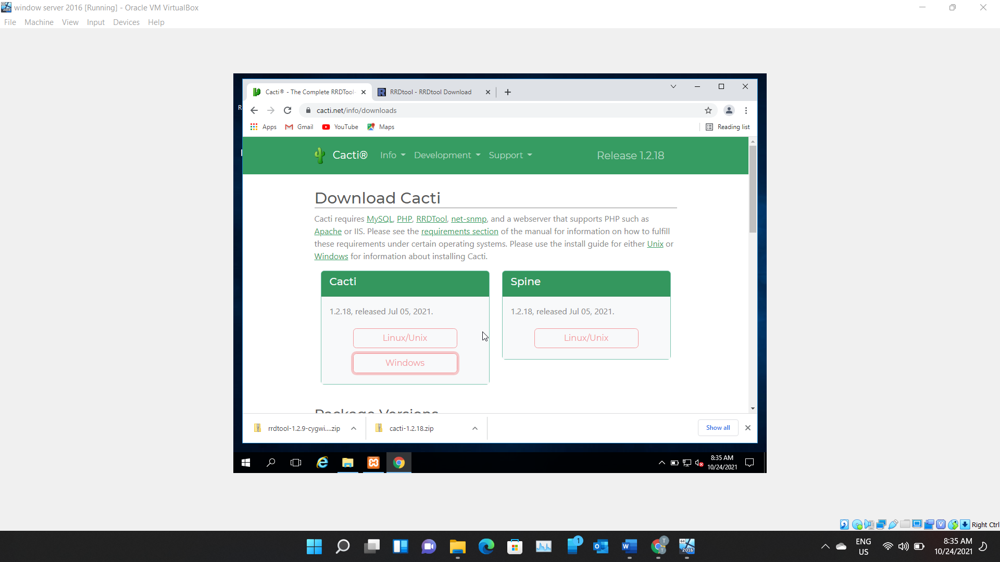 window server 2016 [Running] - Oracle VM VirtualBox
File Machine View Input Devices Help
Cacti® - The Complete RRDTool-
RRDtool - RRDtool Download
cacti.net/info/downloads
Apps Gmail YouTube Maps Reading list
Cacti® Info Development Support Release 1.2.18
Download Cacti
Cacti requires MySQL, PHP, RRDTool, net-snmp, and a webserver that supports PHP such as
Apache or IIS. Please see the requirements section of the manual for information on how to fulfill
these requirements under certain operating systems. Please use the install guide for either Unix or
Windows for information about installing Cacti.
Cacti
1.2.18, released Jul 05, 2021.
Linux/Unix
Windows
Spine
1.2.18, released Jul 05, 2021.
Linux/Unix
Package Versions
rrdtool-1.2.9-cygwi....zip
cacti-1.2.18.zip
Show all
8:35 AM
10/24/2021
Right Ctrl
1
ENG
US
8:35 AM
10/24/2021